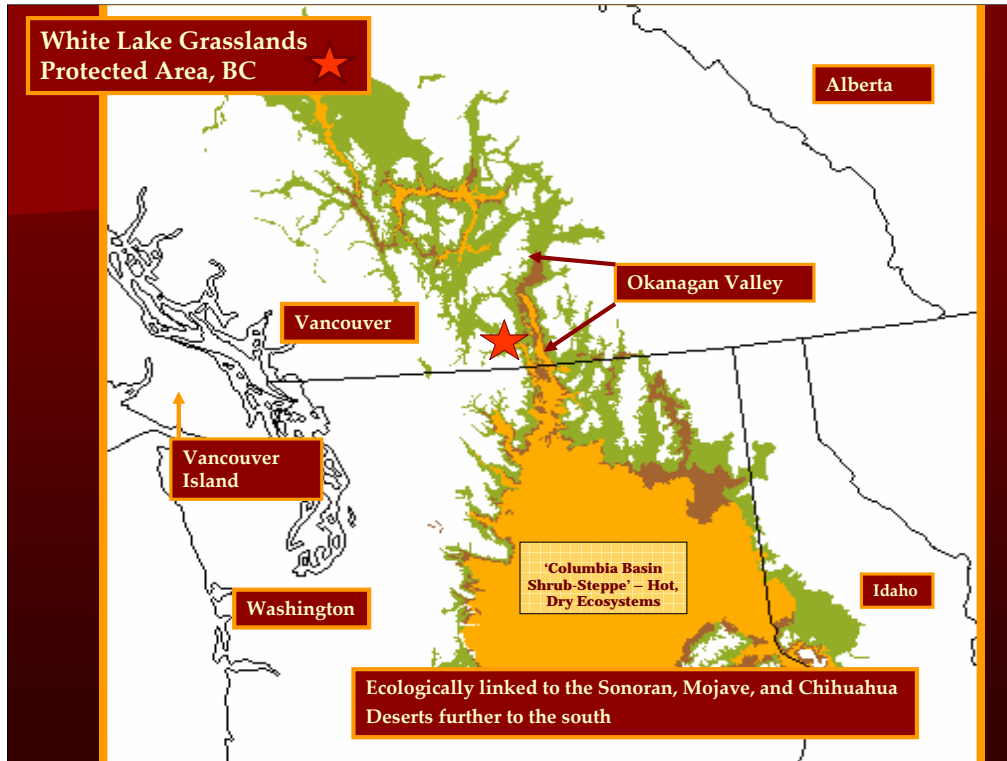 White Lake Grasslands
Protected Area, BC
Alberta
Okanagan Valley
Vancouver
Vancouver
Island
‘Columbia Basin
Shrub-Steppe’ – Hot,
Dry Ecosystems
Idaho
Washington
Ecologically linked to the Sonoran, Mojave, and Chihuahua
Deserts further to the south